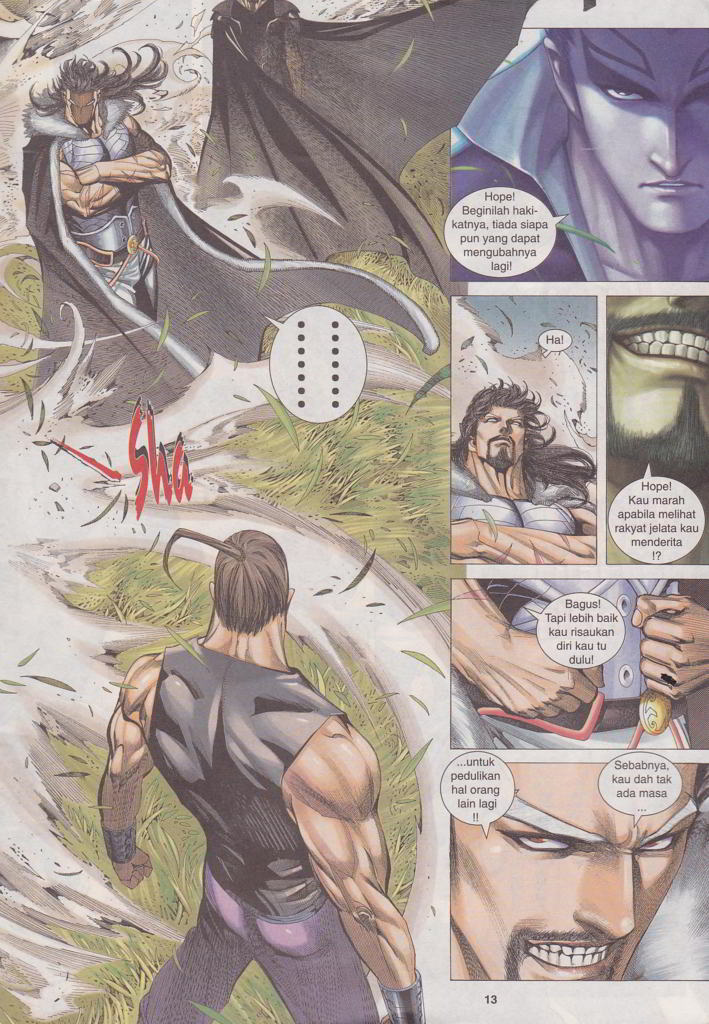 Hope!
Beginilah haki-
katnya, tiada siapa
pun yang dapat
mengubahnya
lagi!
Sha
Ha!
Hope!
Kau marah
apabila melihat
rakyat jelata kau
menderita
!?
Bagus!
Tapi lebih baik
kau risaukan
diri kau tu
dulu!
...untuk
pedulikan
hal orang
lain lagi
!!
Sebabnya,
kau dah tak
ada masa
...
13